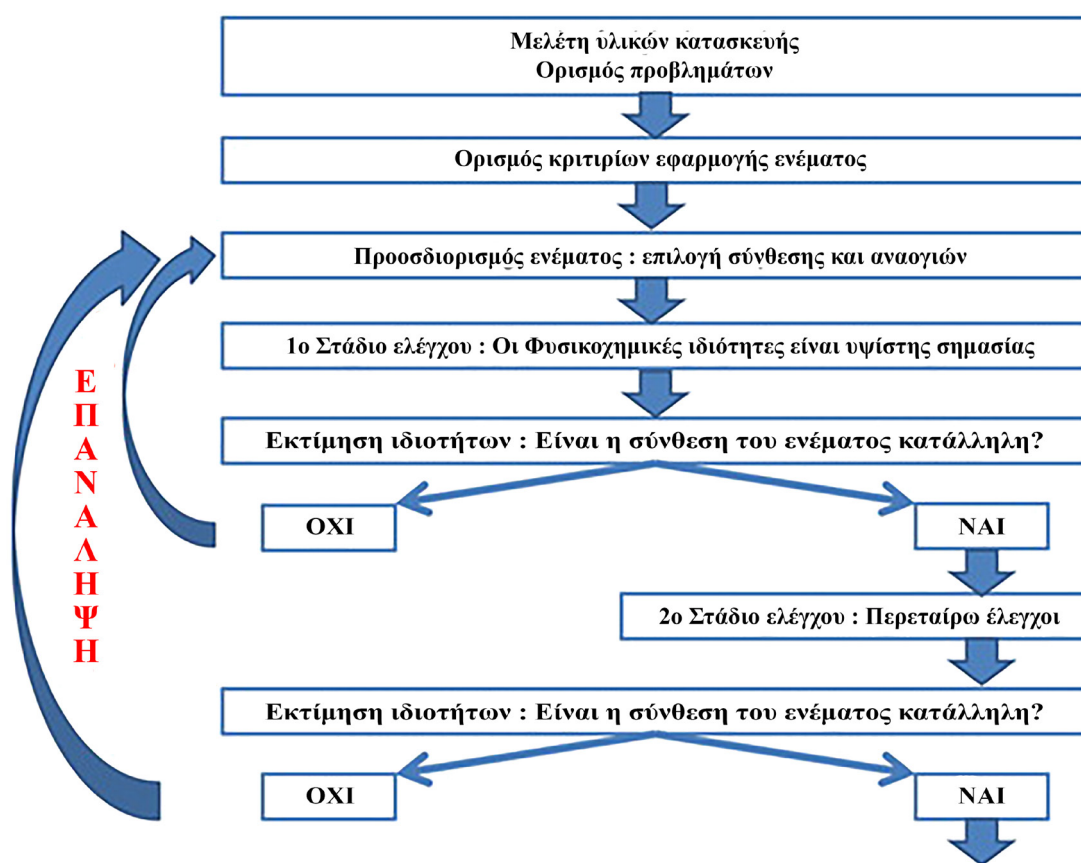 Μελέτη υλικών κατασκευής
Ορισμός προβλημάτων
Ορισμός κριτιρίων εφαρμογής ενέματος
Προοσδιορισμός ενέματος : επιλογή σύνθεσης και αναογιών
1ο Στάδιο ελέγχου : Οι Φυσικοχημικές ιδιότητες είναι υψίστης σημασίας
Εκτίμηση ιδιοτήτων : Είναι η σύνθεση του ενέματος κατάλληλη?
ΟΧΙ
ΝΑΙ
2ο Στάδιο ελέγχου : Περεταίρω έλεγχοι
Εκτίμηση ιδιοτήτων : Είναι η σύνθεση του ενέματος κατάλληλη?
ΟΧΙ
ΝΑΙ
ΕΠΑΝΑΛΗΨΗ